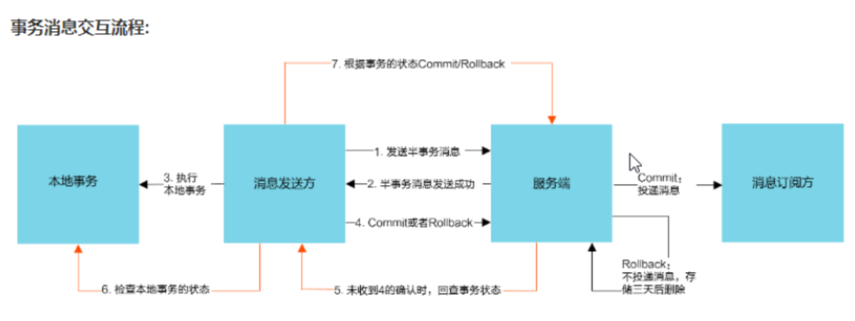 事务消息交互流程:
7. 根据事务的状态Commit/Rollback
本地事务
3. 执行
本地事务
消息发送方
1. 发送半事务消息
2. 半事务消息发送成功
4. Commit或者Rollback
服务端
Commit:
投递消息
消息订阅方
6. 检查本地事务的状态
5. 未收到4的确认时，回查事务状态
Rollback:
不投递消息，存
储三天后删除